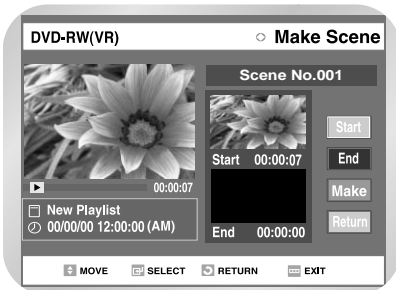 DVD-RW(VR) Make Scene
Scene No.001
Start 00:00:07
00:00:07
End 00:00:00
New Playlist
00/00/00 12:00:00 (AM)
Start
End
Make
Return
MOVE SELECT RETURN EXIT